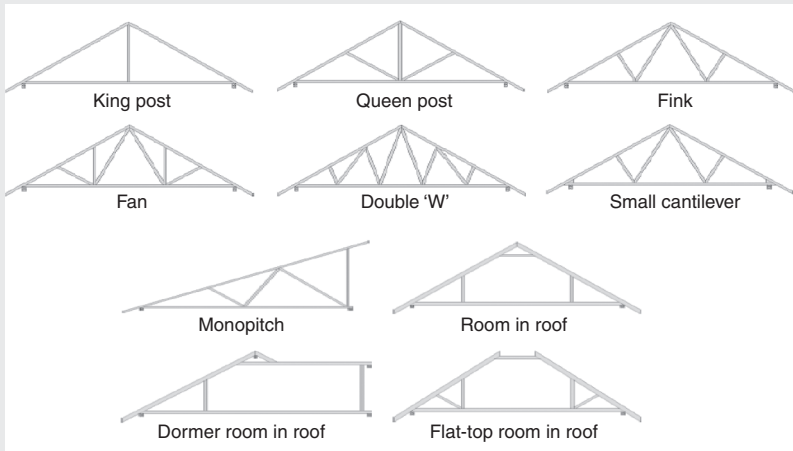 King post
Queen post
Fink
Fan
Double ‘W’
Small cantilever
Monopitch
Room in roof
Dormer room in roof
Flat-top room in roof